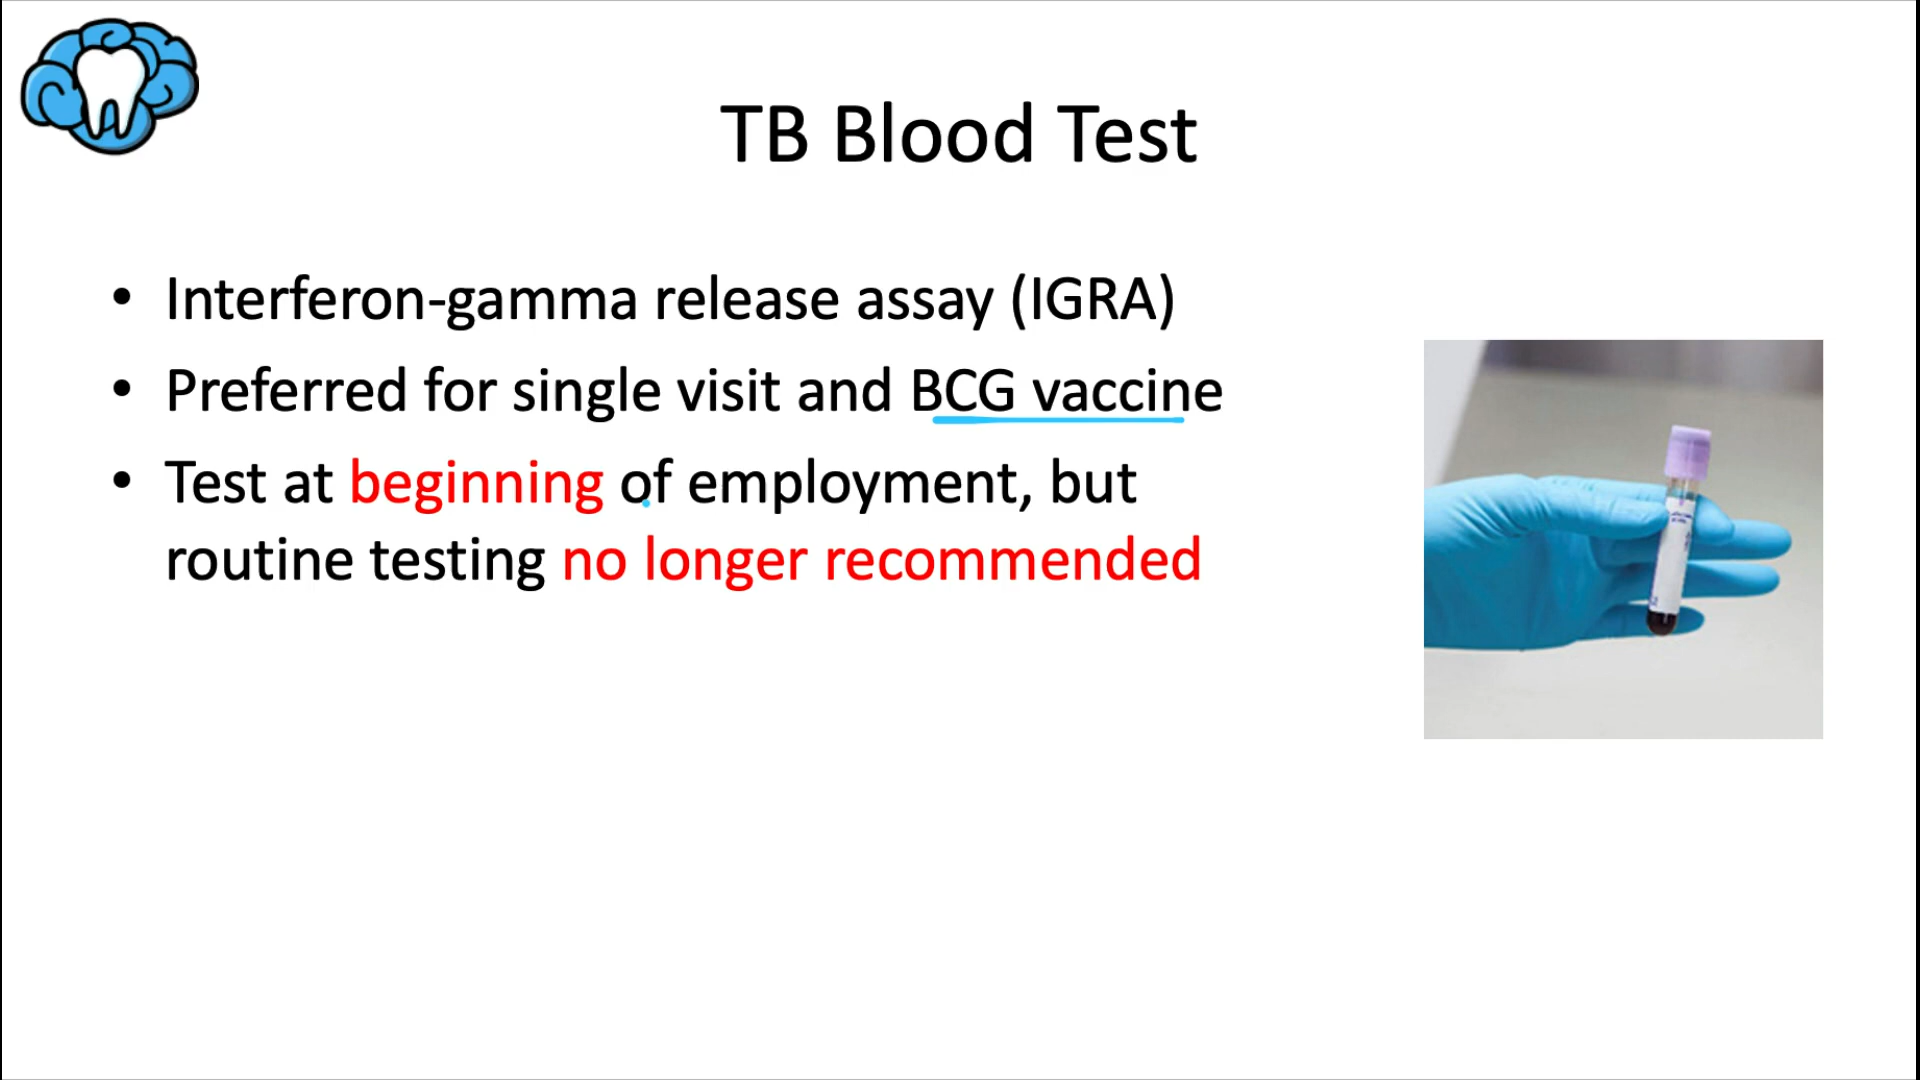 TB Blood Test
• Interferon-gamma release assay (IGRA)
• Preferred for single visit and BCG vaccine
• Test at beginning of employment, but
routine testing no longer recommended